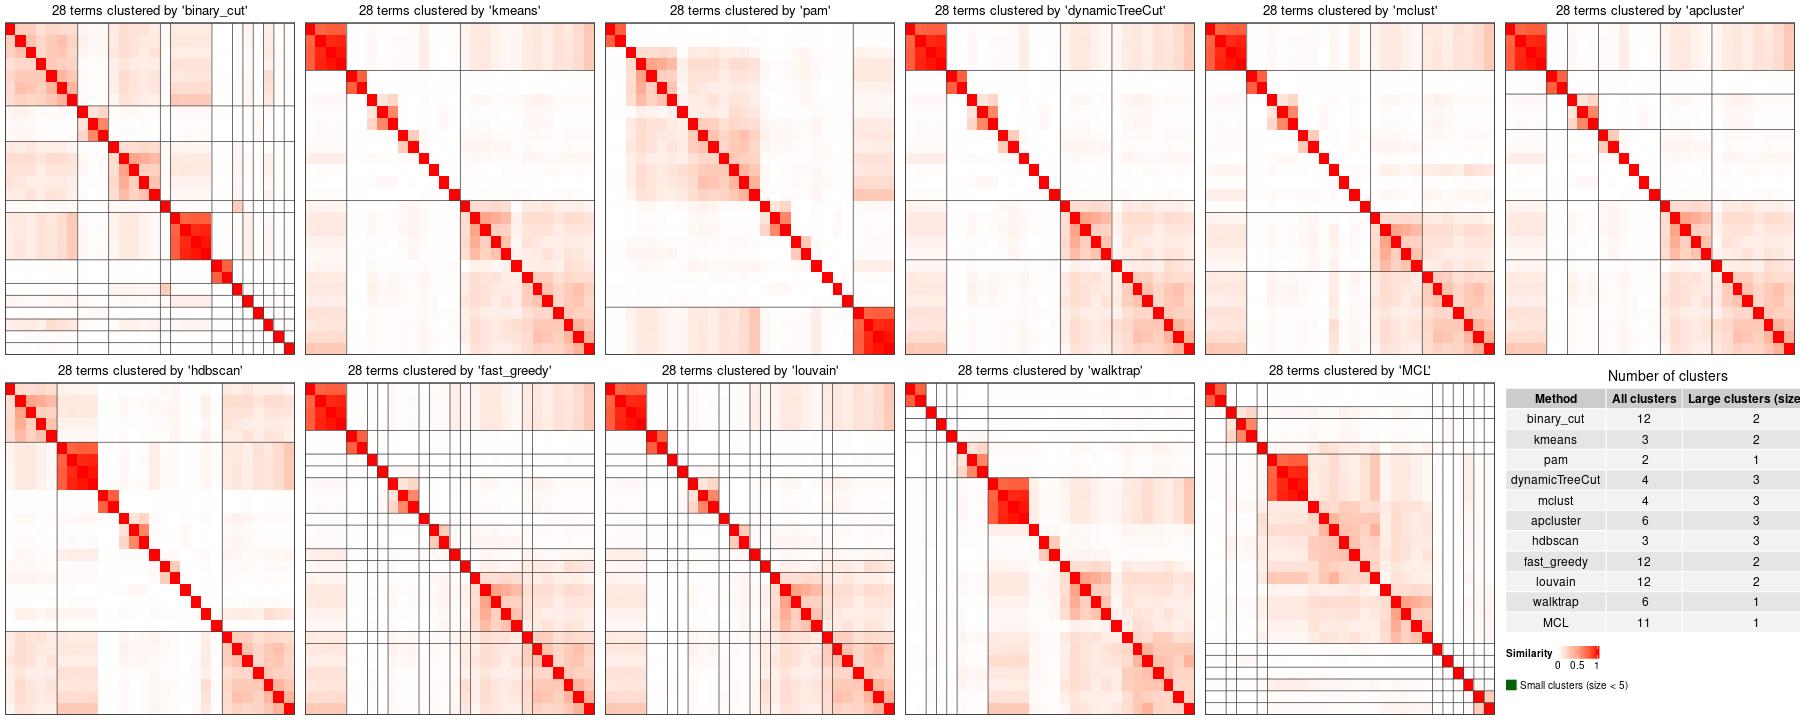 28 terms clustered by 'binary_cut'
28 terms clustered by 'kmeans'
28 terms clustered by 'pam'
28 terms clustered by 'dynamicTreeCut'
28 terms clustered by 'mclust'
28 terms clustered by 'apcluster'
28 terms clustered by 'hdbscan'
28 terms clustered by 'fast_greedy'
28 terms clustered by 'louvain'
28 terms clustered by 'walktrap'
28 terms clustered by 'MCL'
Number of clusters
Method All clusters Large clusters (size
binary_cut 12 2
kmeans 3 2
pam 2 1
dynamicTreeCut 4 3
mclust 4 3
apcluster 6 3
hdbscan 3 3
fast_greedy 12 2
louvain 12 2
walktrap 6 1
MCL 11 1
Similarity
0 0.5 1
Small clusters (size < 5)